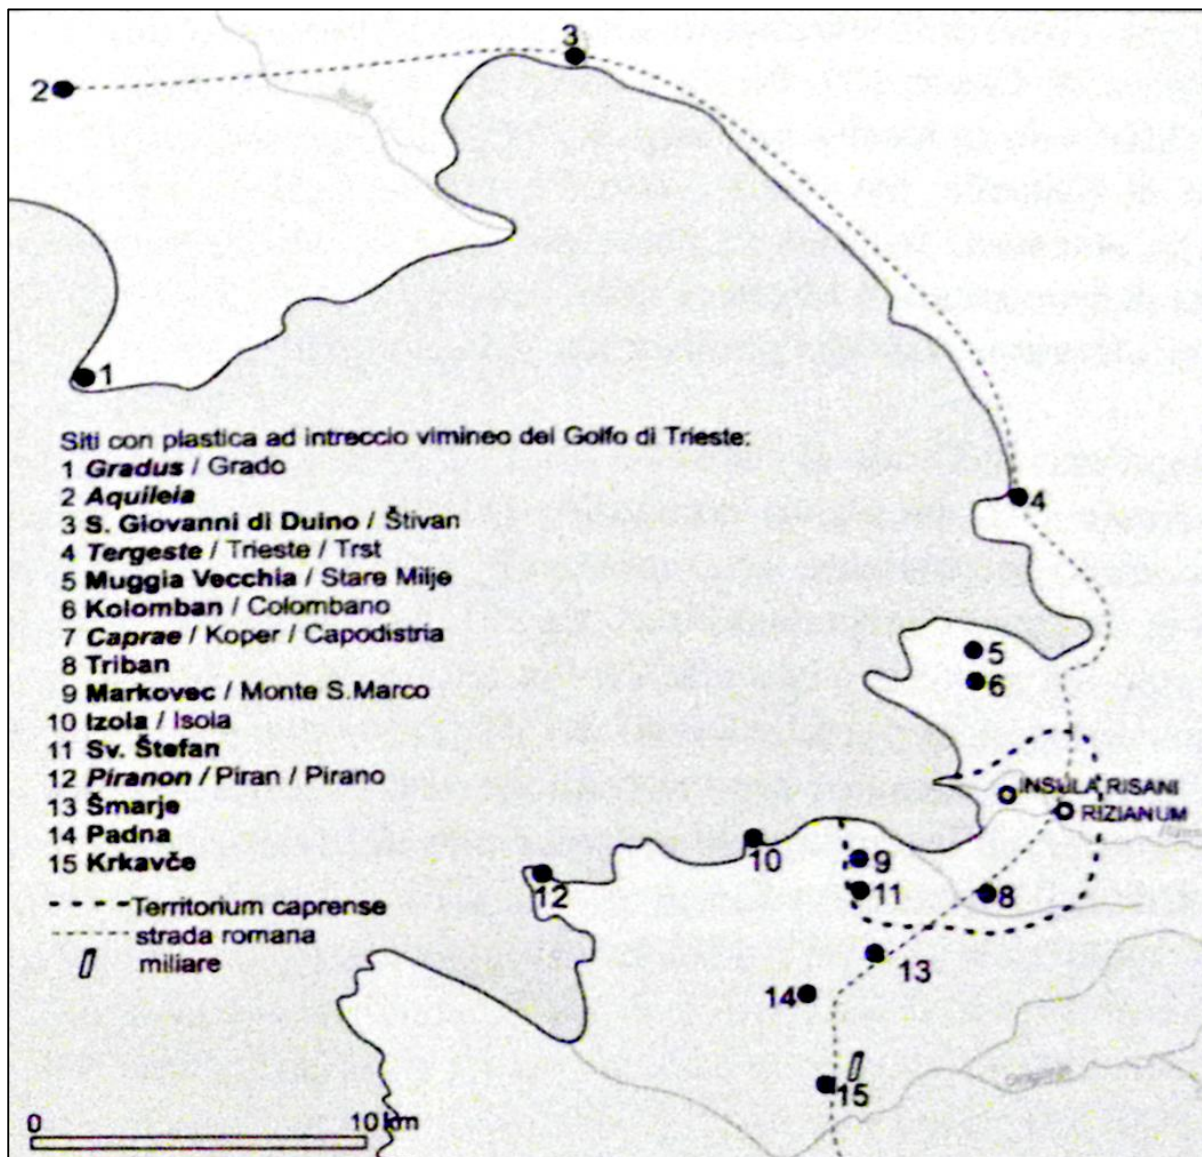 3
2
1
Siti con plastica ad intreccio vimineo del Golfo di Trieste:
1 Gradus / Grado
2 Aquileia
3 S. Giovanni di Duino / Štivan
4 Tergeste / Trieste / Trst
5 Muggia Vecchia / Stare Milje
6 Kolomban / Colombano
7 Caprae / Koper / Capodistria
8 Triban
9 Markovec / Monte S.Marco
10 Izola / Isola
11 Sv. Štefan
12 Piranon / Piran / Pirano
13 Šmarje
14 Padna
15 Krkavče
Territorium caprense
strada romana
miliare
4
5
6
INSULA RISANI
RIZIANUM
10
9
12
11
8
13
14
15
0 10 km